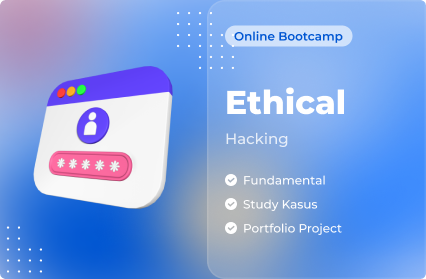 Online Bootcamp
Ethical
Hacking
Fundamental
Study Kasus
Portfolio Project
*****